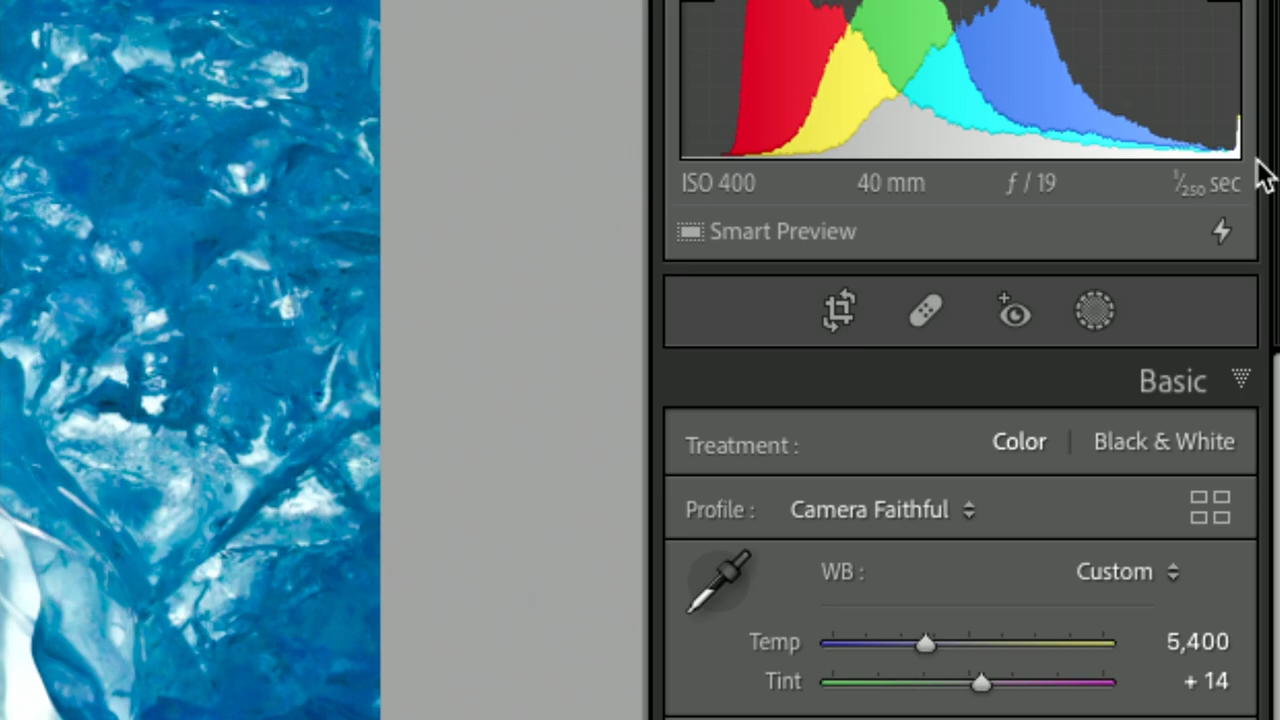 ISO 400 40 mm ƒ / 19 1/250 sec
Smart Preview
Basic
Treatment : Color | Black & White
Profile : Camera Faithful
WB : Custom
Temp 5,400
Tint + 14